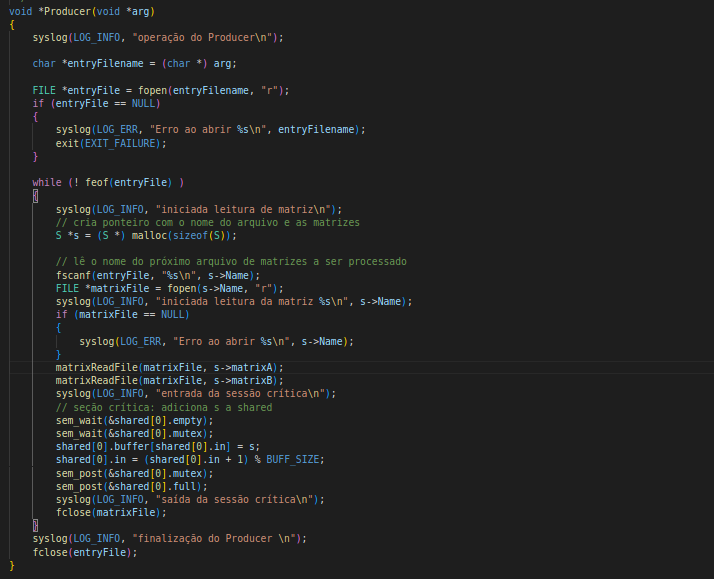 void *Producer(void *arg)
{
    syslog(LOG_INFO, "operação do Producer\n");

    char *entryFilename = (char *) arg;

    FILE *entryFile = fopen(entryFilename, "r");
    if (entryFile == NULL)
    {
        syslog(LOG_ERR, "Erro ao abrir %s\n", entryFilename);
        exit(EXIT_FAILURE);
    }

    while (! feof(entryFile) )
    {
        syslog(LOG_INFO, "iniciada leitura de matriz\n");
        // cria ponteiro com o nome do arquivo e as matrizes
        S *s = (S *) malloc(sizeof(S));

        // lê o nome do próximo arquivo de matrizes a ser processado
        fscanf(entryFile, "%s\n", s->Name);
        FILE *matrixFile = fopen(s->Name, "r");
        syslog(LOG_INFO, "iniciada leitura da matriz %s\n", s->Name);
        if (matrixFile == NULL)
        {
            syslog(LOG_ERR, "Erro ao abrir %s\n", s->Name);
        }
        matrixReadFile(matrixFile, s->matrixA);
        matrixReadFile(matrixFile, s->matrixB);
        syslog(LOG_INFO, "entrada da sessão crítica\n");
        // seção crítica: adiciona s a shared
        sem_wait(&shared[0].empty);
        sem_wait(&shared[0].mutex);
        shared[0].buffer[shared[0].in] = s;
        shared[0].in = (shared[0].in + 1) % BUFF_SIZE;
        sem_post(&shared[0].mutex);
        sem_post(&shared[0].full);
        syslog(LOG_INFO, "saída da sessão crítica\n");
        fclose(matrixFile);
    }
    syslog(LOG_INFO, "finalização do Producer \n");
    fclose(entryFile);
}